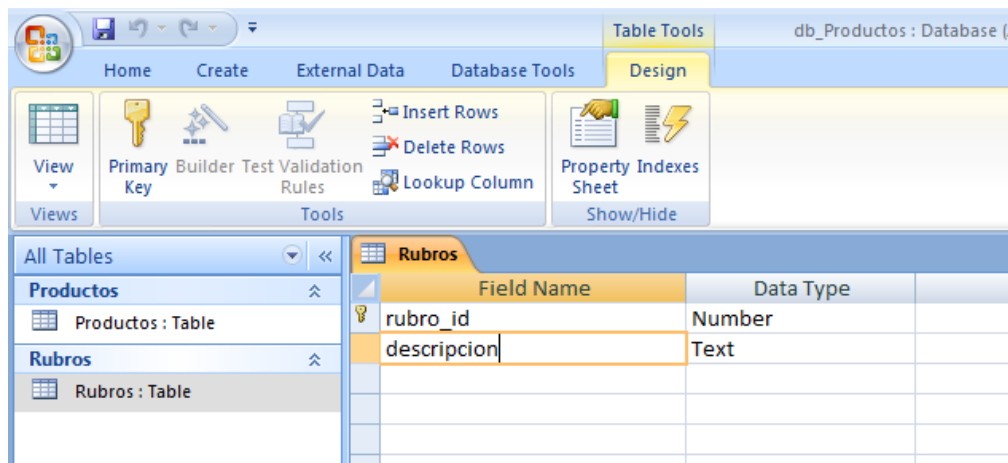 Table Tools
db_Productos : Database (
Home Create External Data Database Tools Design
View
Primary Key
Builder
Test Validation Rules
Insert Rows
Delete Rows
Lookup Column
Property Sheet
Indexes
Views Tools Show/Hide
All Tables
Rubros
Productos
Productos : Table
Rubros
Rubros : Table
Field Name Data Type
rubro_id Number
descripcion Text